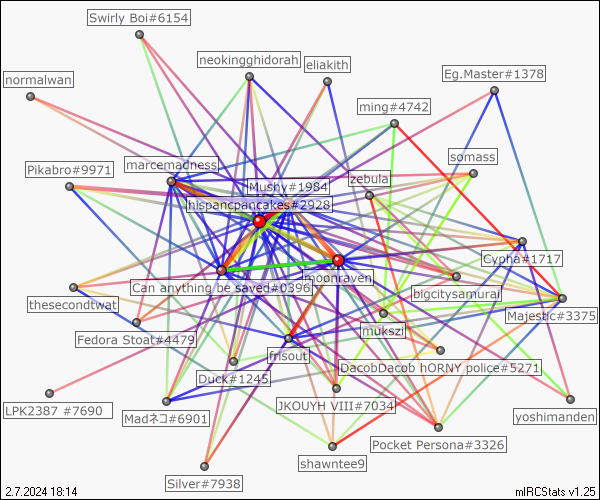 Swirly Boi#6154
neokingghidorah
eliakith
Eg.Master#1378
normalwan
ming#4742
somass
marcemadness
Pikabro#9971
Mushy#1984
zebula
hispancpancakes#2928
Cypha#1717
Can anything be saved#0396
moonraven
bigcitysamurai
thesecondtwat
Majestic#3375
Fedora Stoat#4479
mukszi
frisout
Duck#1245
DacobDacob hORNY police#5271
LPK2387 #7690
Madネコ#6901
JKOUYH VIII#7034
yoshimanden
Pocket Persona#3326
shawntee9
Silver#7938
2.7.2024 18:14
mIRCStats v1.25